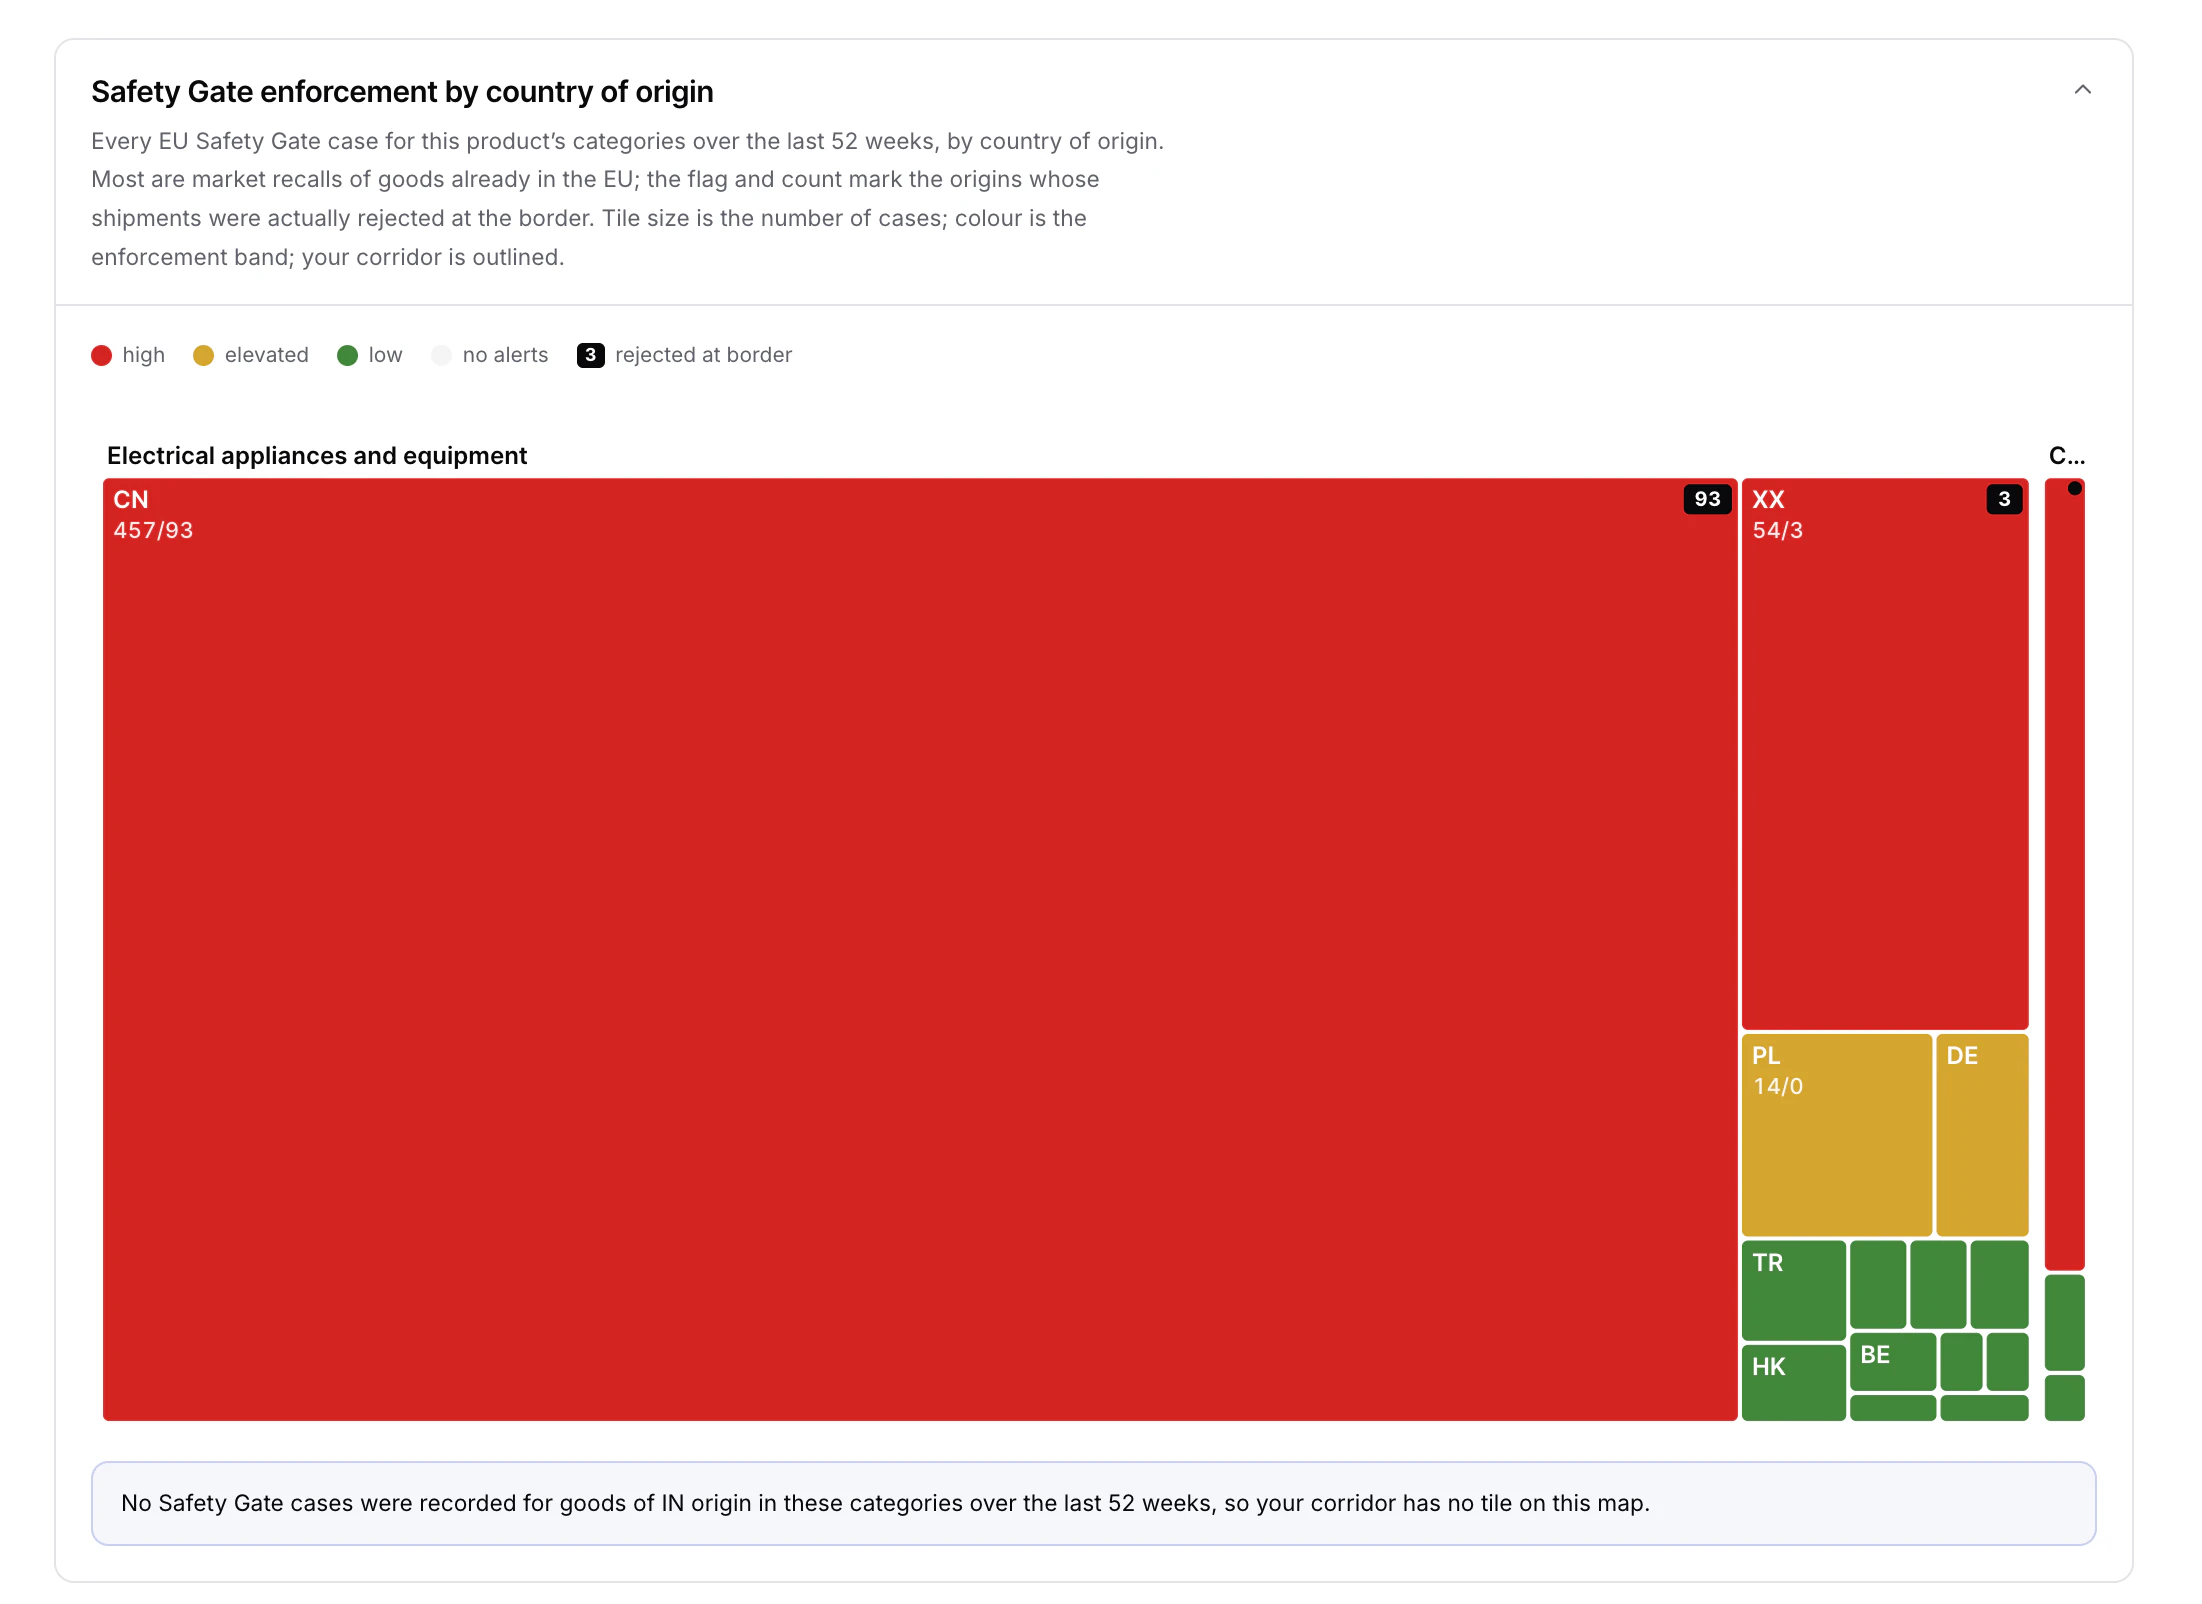 Safety Gate enforcement by country of origin
Every EU Safety Gate case for this product’s categories over the last 52 weeks, by country of origin.
Most are market recalls of goods already in the EU; the flag and count mark the origins whose
shipments were actually rejected at the border. Tile size is the number of cases; colour is the
enforcement band; your corridor is outlined.
high elevated low no alerts 3 rejected at border
Electrical appliances and equipment
C...
CN
93
457/93
XX
3
54/3
PL
14/0
DE
TR
HK
BE
No Safety Gate cases were recorded for goods of IN origin in these categories over the last 52 weeks, so your corridor has no tile on this map.